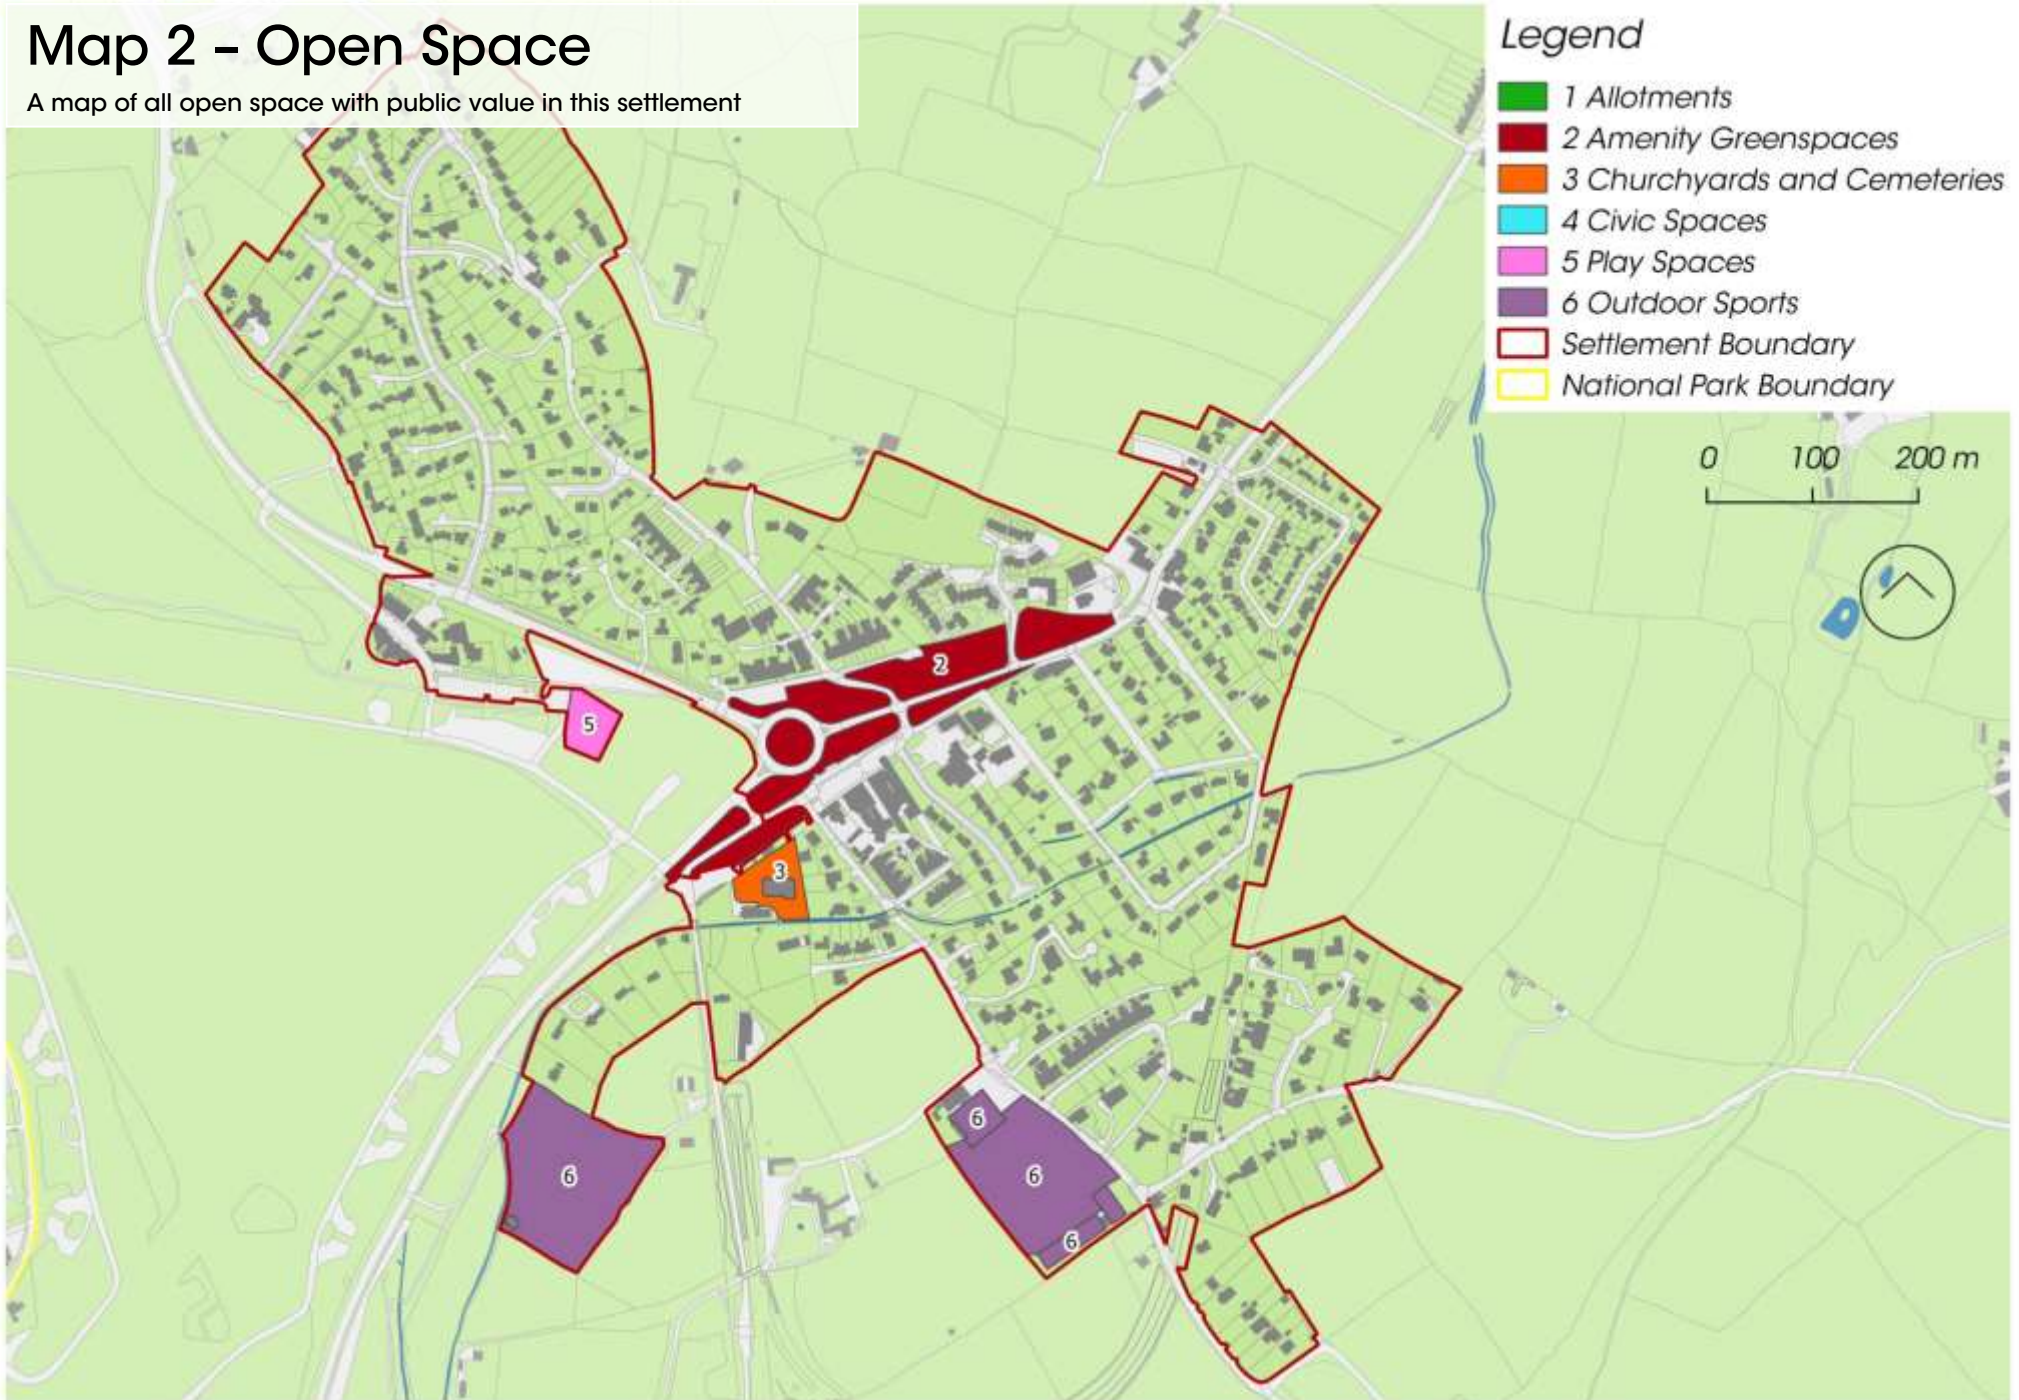 Map 2 – Open Space
A map of all open space with public value in this settlement
Legend
1 Allotments
2 Amenity Greenspaces
3 Churchyards and Cemeteries
4 Civic Spaces
5 Play Spaces
6 Outdoor Sports
Settlement Boundary
National Park Boundary
0 100 200 m
2
5
3
6
6
6
6